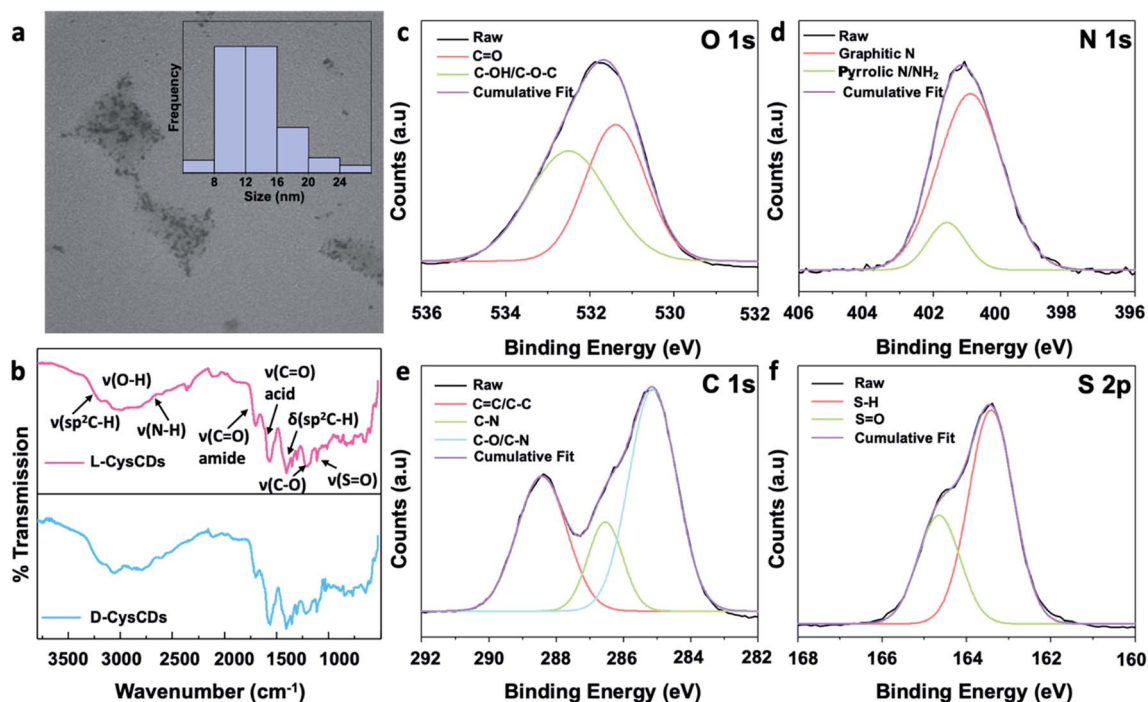 a
Frequency
8 12 16 20 24
Size (nm)
b
ν(O-H)
ν(sp²C-H)
ν(N-H)
ν(C=O)
amide
ν(C=O)
acid
δ(sp²C-H)
ν(C-O)
ν(S=O)
L-CysCDs
D-CysCDs
% Transmission
3500 3000 2500 2000 1500 1000
Wavenumber (cm⁻¹)
c
O 1s
Raw
C=O
C-OH/C-O-C
Cumulative Fit
Counts (a.u)
536 534 533 531 530 532
Binding Energy (eV)
d
N 1s
Raw
Graphitic N
Pyrrolic N/NH₂
Cumulative Fit
Counts (a.u)
406 404 402 400 398 396
Binding Energy (eV)
e
C 1s
Raw
C=C/C-C
C-N
C-O/C-N
Cumulative Fit
Counts (a.u)
292 290 288 285 284 282
Binding Energy (eV)
f
S 2p
Raw
S-H
S=O
Cumulative Fit
Counts (a.u)
168 166 164 162 160
Binding Energy (eV)